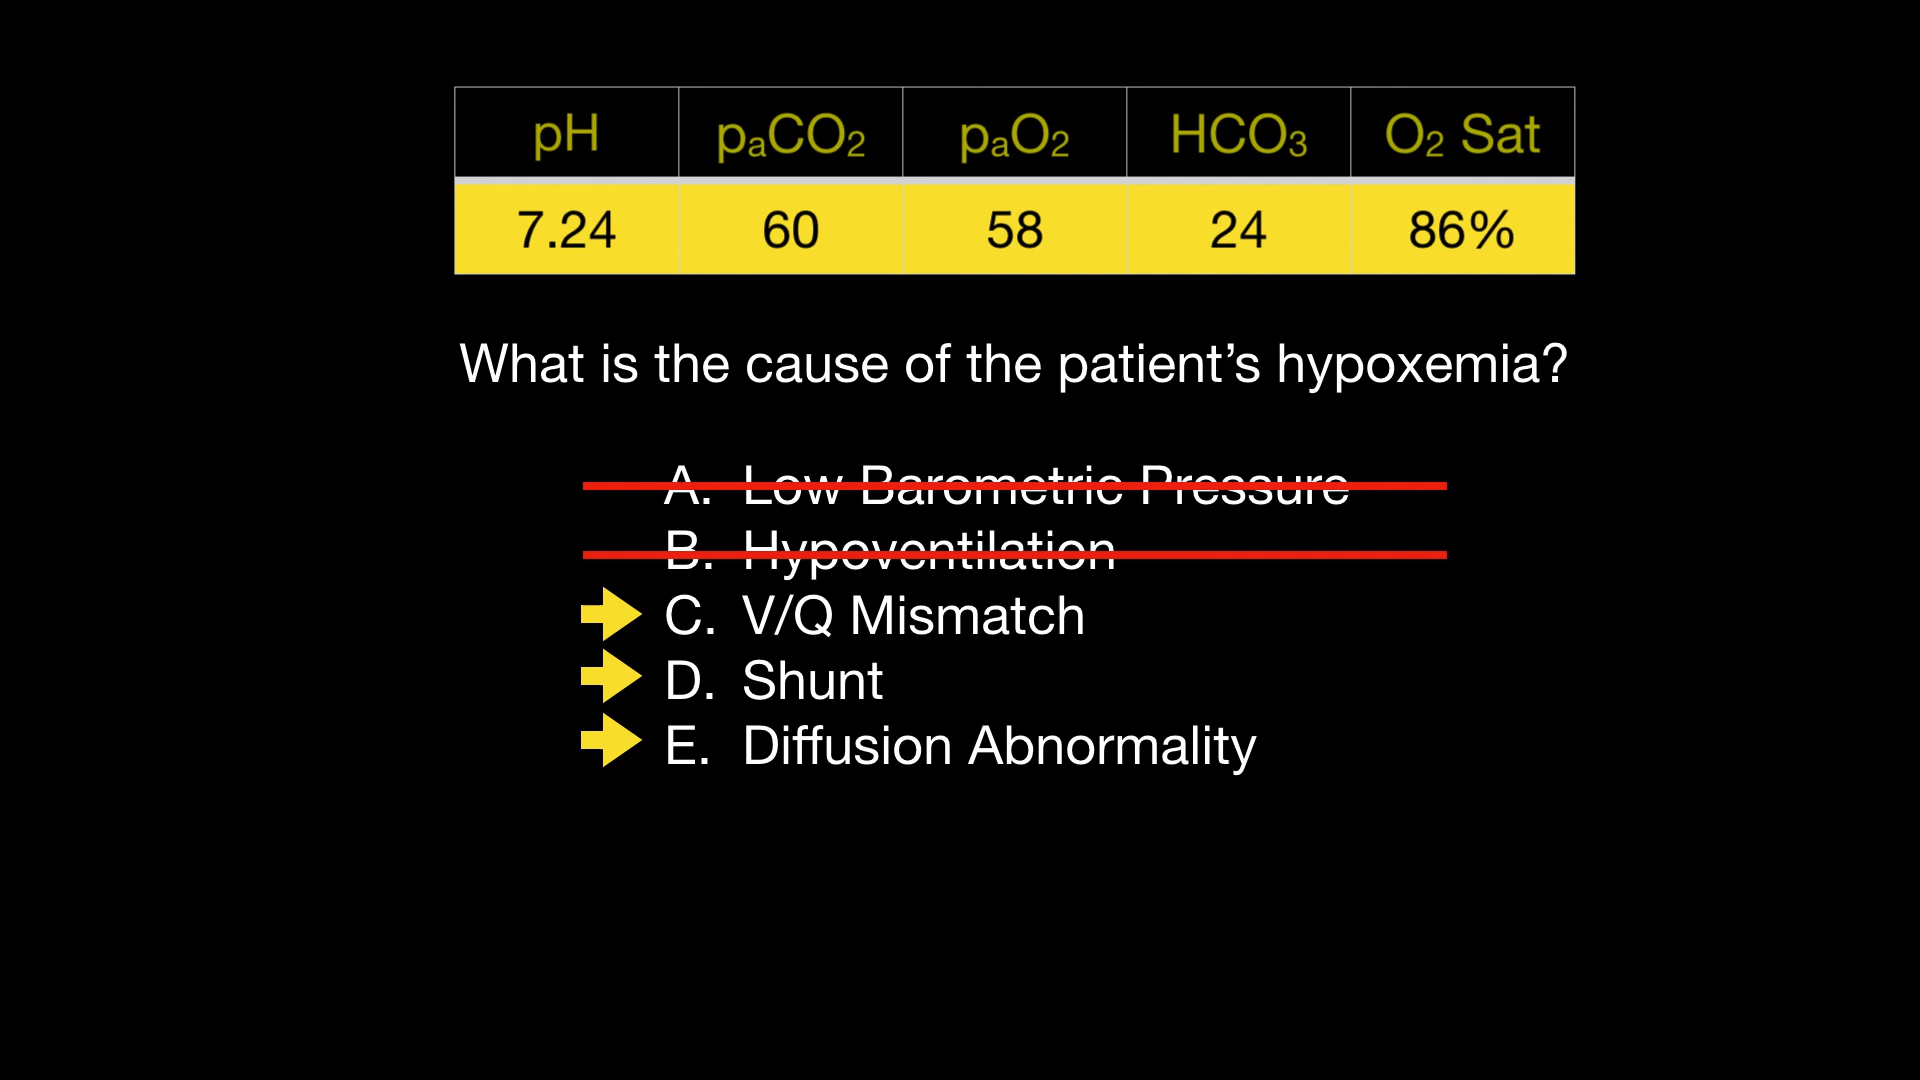 pH paCO2 paO2 HCO3 O2 Sat
7.24 60 58 24 86%
What is the cause of the patient’s hypoxemia?
A. Low Barometric Pressure
B. Hypoventilation
C. V/Q Mismatch
D. Shunt
E. Diffusion Abnormality